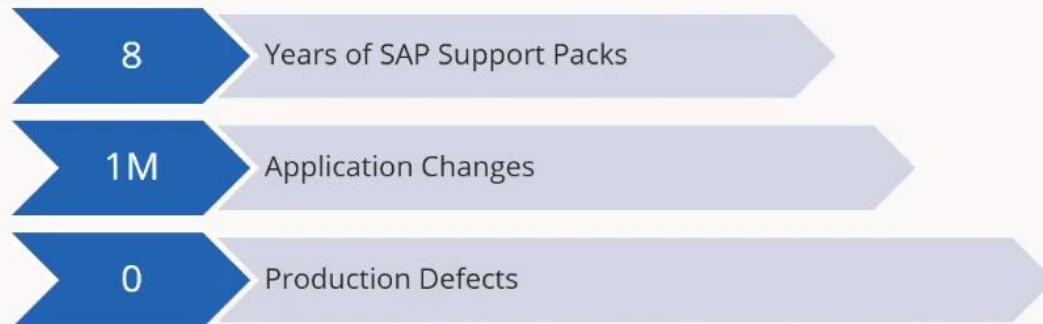 8 Years of SAP Support Packs
1M Application Changes
0 Production Defects